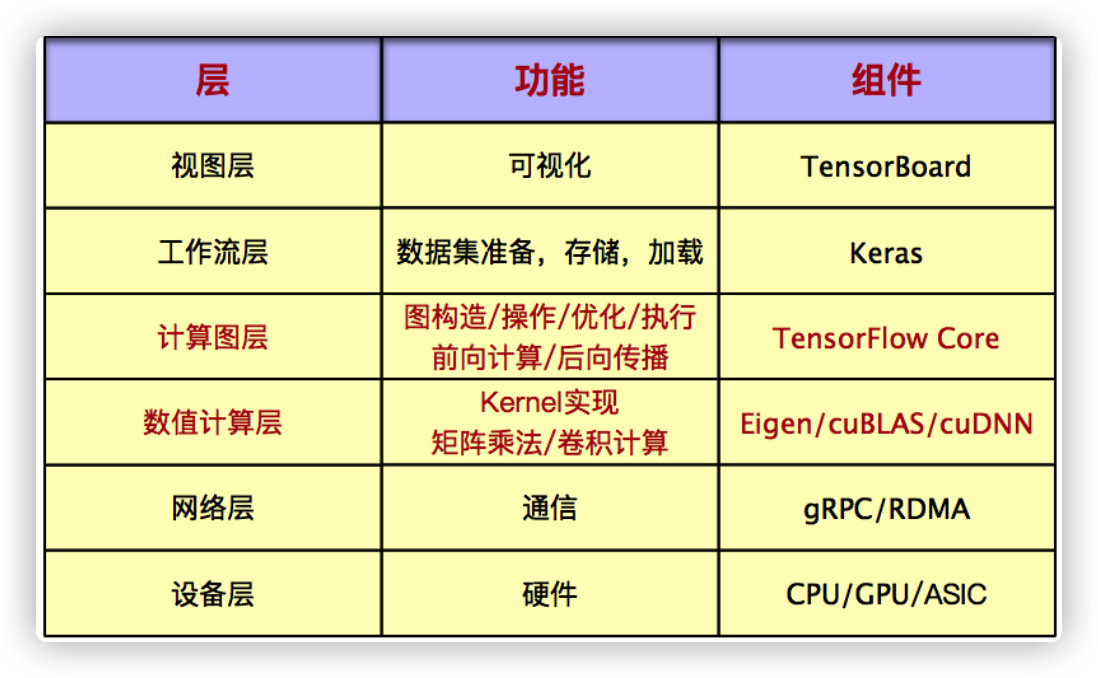 层 功能 组件
视图层 可视化 TensorBoard
工作流层 数据集准备，存储，加载 Keras
计算图层 图构造/操作/优化/执行 TensorFlow Core
前向计算/后向传播
数值计算层 Kernel实现 Eigen/cuBLAS/cuDNN
矩阵乘法/卷积计算
网络层 通信 gRPC/RDMA
设备层 硬件 CPU/GPU/ASIC